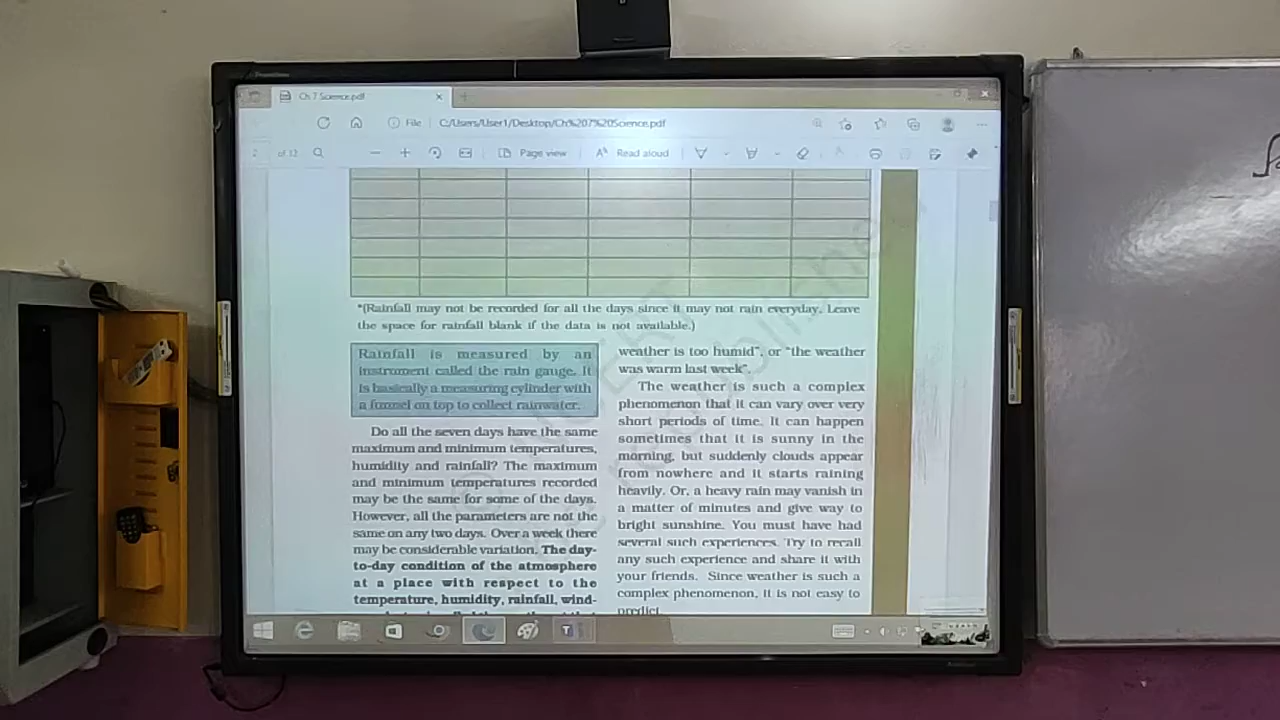 Ch 7 Science.pdf
File C:/Users/User1/Desktop/Ch%207%20Science.pdf
2 of 12
Page view
Read aloud
*(Rainfall may not be recorded for all the days since it may not rain everyday. Leave
the space for rainfall blank if the data is not available.)
Rainfall is measured by an
instrument called the rain gauge. It
is basically a measuring cylinder with
a funnel on top to collect rainwater.
Do all the seven days have the same
maximum and minimum temperatures,
humidity and rainfall? The maximum
and minimum temperatures recorded
may be the same for some of the days.
However, all the parameters are not the
same on any two days. Over a week there
may be considerable variation. The day-
to-day condition of the atmosphere
at a place with respect to the
temperature, humidity, rainfall, wind-
weather is too humid", or "the weather
was warm last week".
The weather is such a complex
phenomenon that it can vary over very
short periods of time. It can happen
sometimes that it is sunny in the
morning, but suddenly clouds appear
from nowhere and it starts raining
heavily. Or, a heavy rain may vanish in
a matter of minutes and give way to
bright sunshine. You must have had
several such experiences. Try to recall
any such experience and share it with
your friends. Since weather is such a
complex phenomenon, it is not easy to
predict.